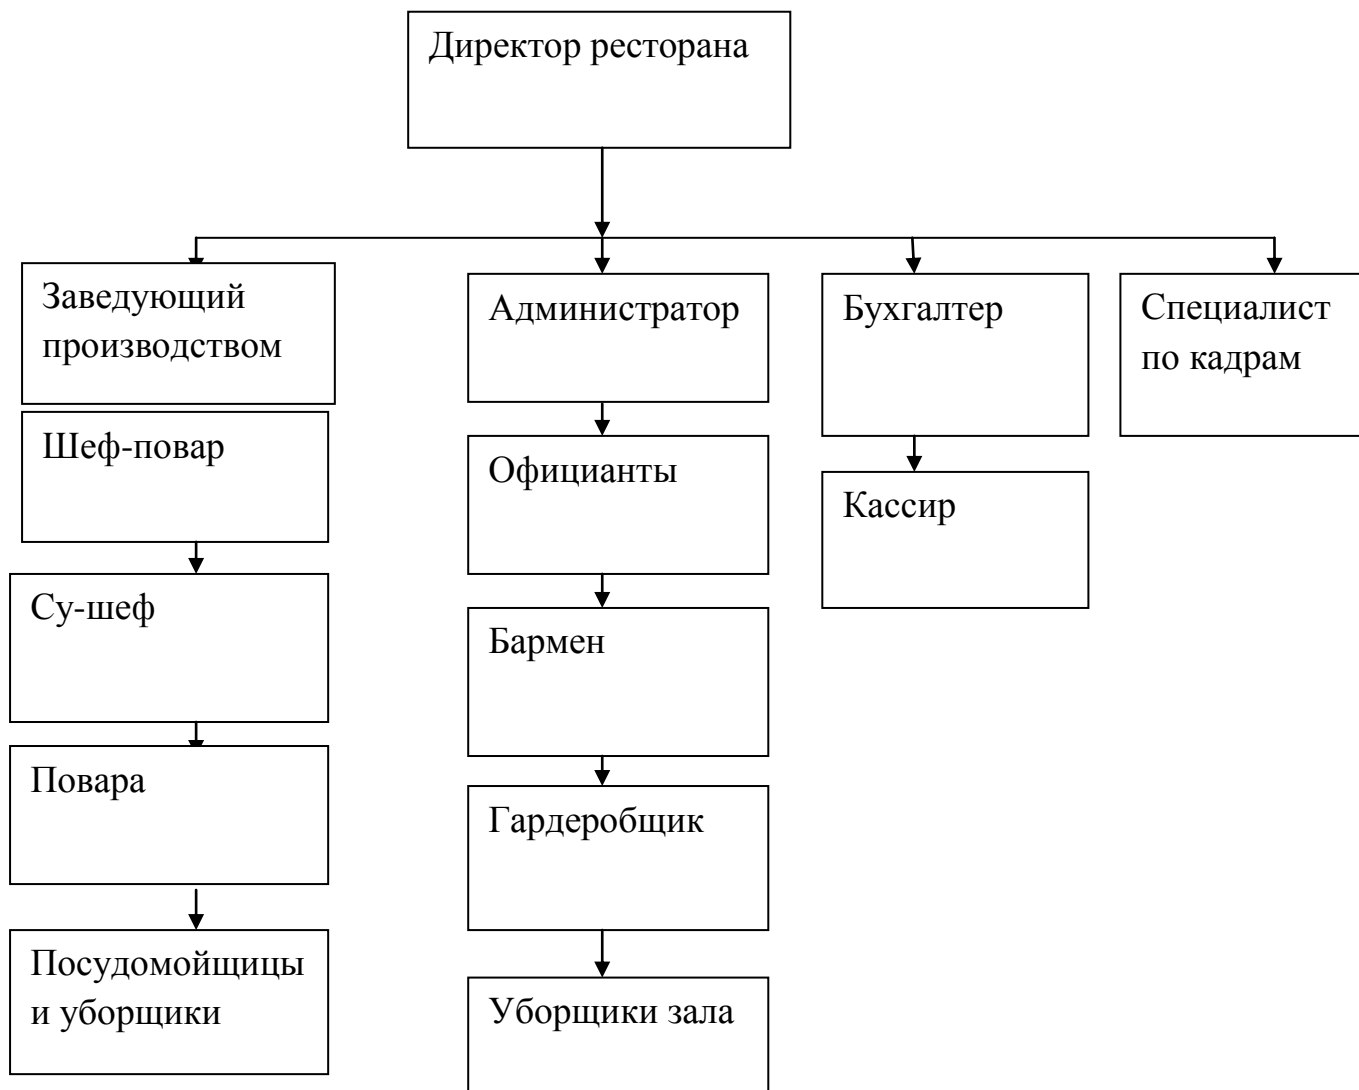 Директор ресторана
Заведующий
производством
Администратор
Бухгалтер
Специалист
по кадрам
Шеф-повар
Официанты
Кассир
Су-шеф
Бармен
Повара
Гардеробщик
Посудомойщицы
и уборщики
Уборщики зала